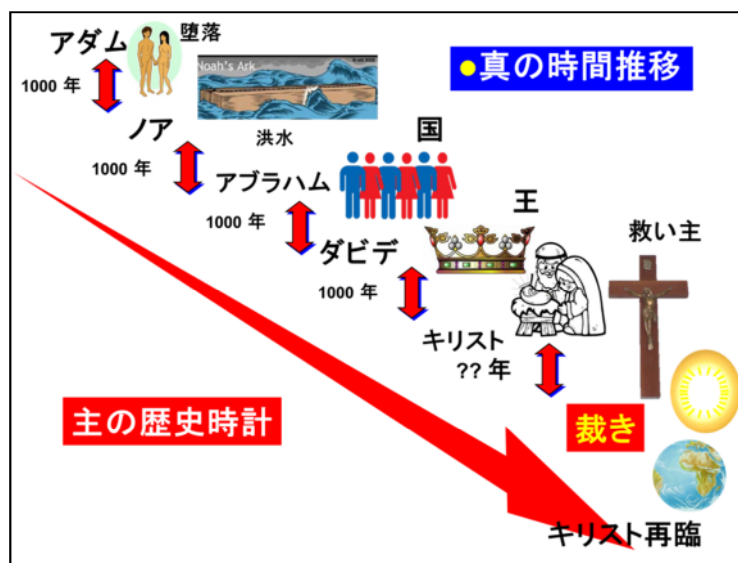 アダム
堕落
1000 年
Noah's Ark
●真の時間推移
ノア
洪水
国
1000 年
アブラハム
1000 年
王
ダビデ
救い主
1000 年
キリスト
?? 年
主の歴史時計
裁き
キリスト再臨